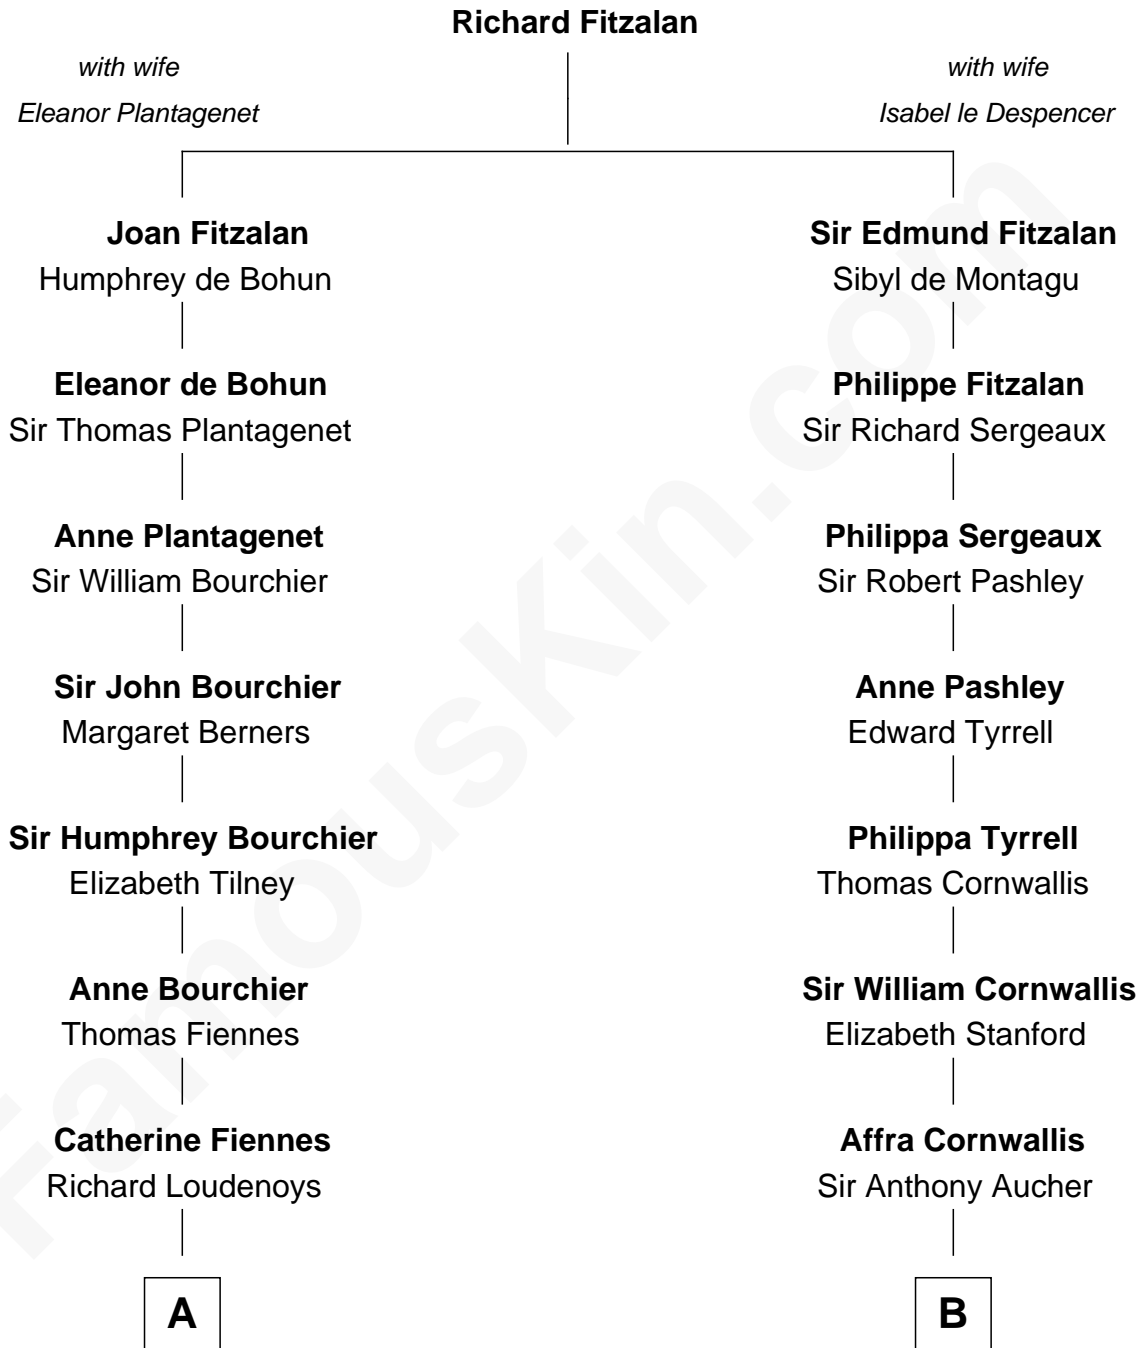 Richard Fitzalan
with wife
Eleanor Plantagenet
with wife
Isabel le Despencer
Joan Fitzalan
Humphrey de Bohun
Sir Edmund Fitzalan
Sibyl de Montagu
Eleanor de Bohun
Sir Thomas Plantagenet
Philippe Fitzalan
Sir Richard Sergeaux
Anne Plantagenet
Sir William Bourchier
Philippa Sergeaux
Sir Robert Pashley
Sir John Bourchier
Margaret Berners
Anne Pashley
Edward Tyrrell
Sir Humphrey Bourchier
Elizabeth Tilney
Philippa Tyrrell
Thomas Cornwallis
Anne Bourchier
Thomas Fiennes
Sir William Cornwallis
Elizabeth Stanford
Catherine Fiennes
Richard Loudenoys
Affra Cornwallis
Sir Anthony Aucher
A
B
FamousKin.com